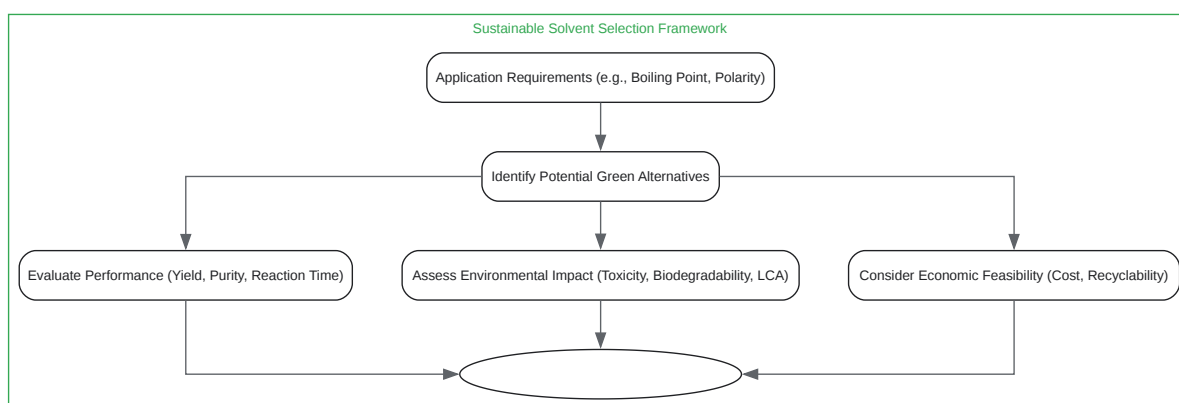 Sustainable Solvent Selection Framework
Application Requirements (e.g., Boiling Point, Polarity)
Identify Potential Green Alternatives
Evaluate Performance (Yield, Purity, Reaction Time)
Assess Environmental Impact (Toxicity, Biodegradability, LCA)
Consider Economic Feasibility (Cost, Recyclability)